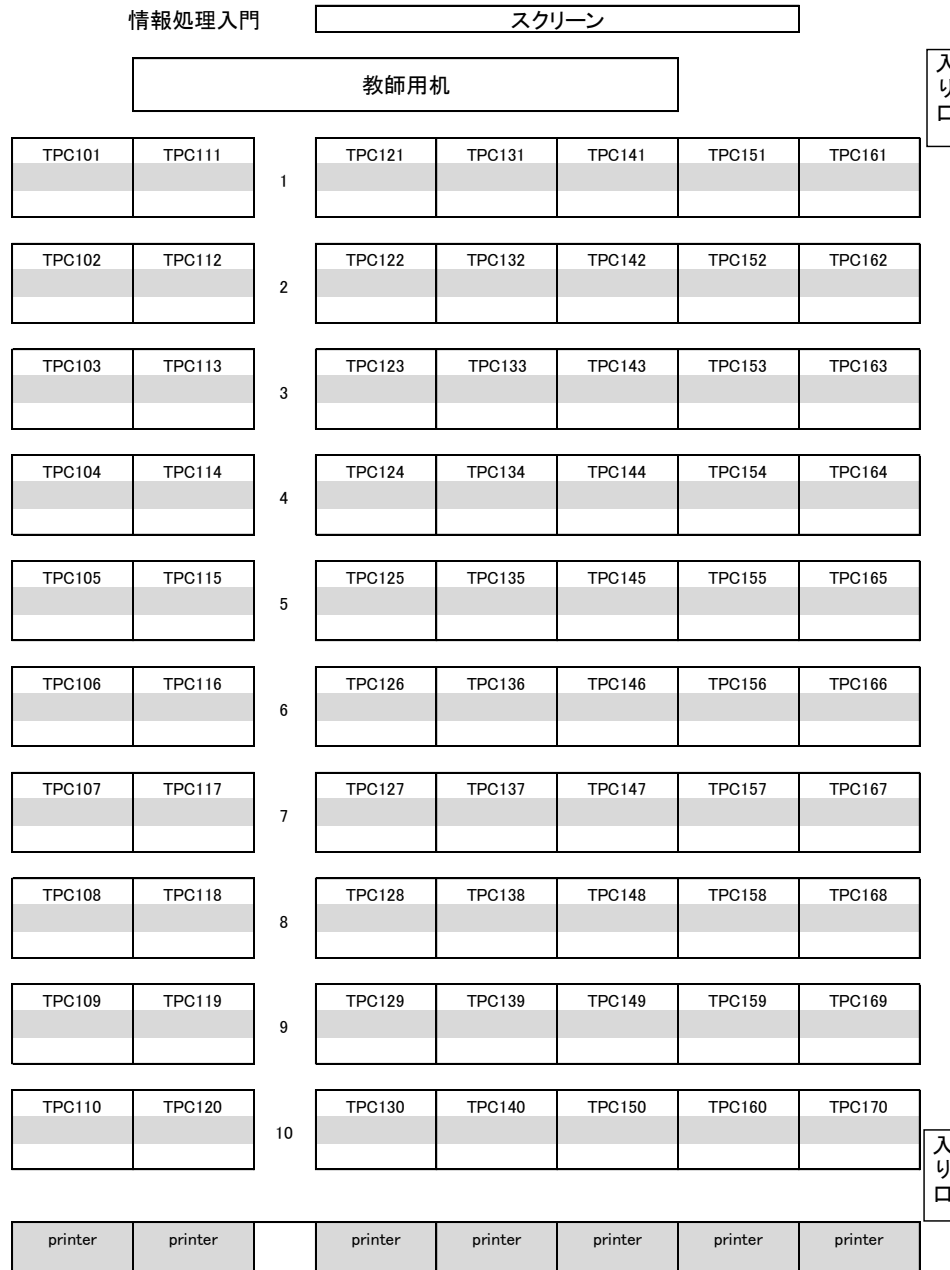 情報処理入門 スクリーン
教師用机
入り口
TPC101 TPC111 TPC121 TPC131 TPC141 TPC151 TPC161
1
TPC102 TPC112 TPC122 TPC132 TPC142 TPC152 TPC162
2
TPC103 TPC113 TPC123 TPC133 TPC143 TPC153 TPC163
3
TPC104 TPC114 TPC124 TPC134 TPC144 TPC154 TPC164
4
TPC105 TPC115 TPC125 TPC135 TPC145 TPC155 TPC165
5
TPC106 TPC116 TPC126 TPC136 TPC146 TPC156 TPC166
6
TPC107 TPC117 TPC127 TPC137 TPC147 TPC157 TPC167
7
TPC108 TPC118 TPC128 TPC138 TPC148 TPC158 TPC168
8
TPC109 TPC119 TPC129 TPC139 TPC149 TPC159 TPC169
9
TPC110 TPC120 TPC130 TPC140 TPC150 TPC160 TPC170
10
入り口
printer printer printer printer printer printer printer